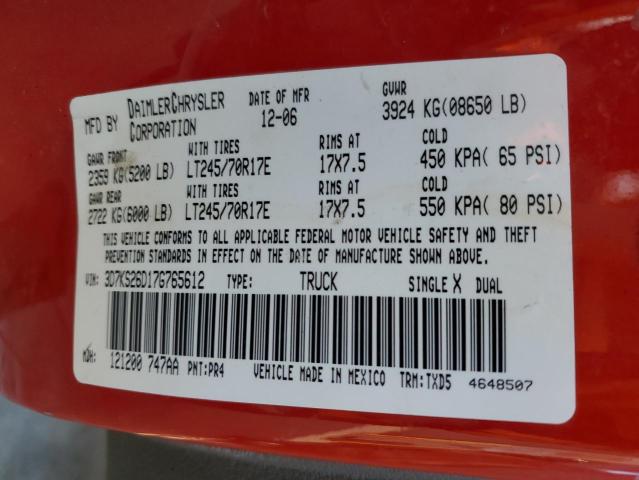 MFD BY DAIMLERCHRYSLER CORPORATION DATE OF MFR 12-06 GVWR 3924 KG(08650 LB)
GAWR FRONT WITH TIRES RIMS AT COLD
2359 KG(5200 LB) LT245/70R17E 17X7.5 450 KPA( 65 PSI)
GAWR REAR WITH TIRES RIMS AT COLD
2722 KG(6000 LB) LT245/70R17E 17X7.5 550 KPA( 80 PSI)
THIS VEHICLE CONFORMS TO ALL APPLICABLE FEDERAL MOTOR VEHICLE SAFETY AND THEFT
PREVENTION STANDARDS IN EFFECT ON THE DATE OF MANUFACTURE SHOWN ABOVE.
VIN: 3D7KS26D17G765612 TYPE: TRUCK SINGLE X DUAL
MDH: 121200 747AA PNT:PR4 VEHICLE MADE IN MEXICO TRM:TXD5 4648507